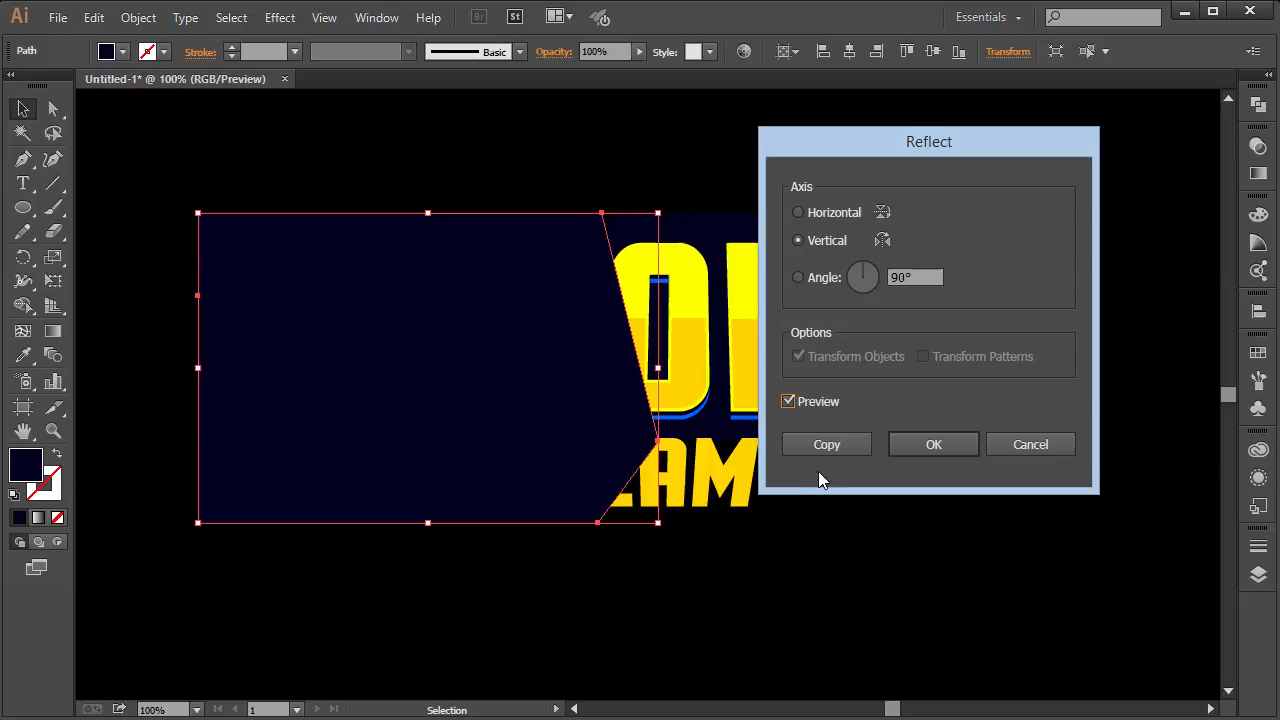 Ai File Edit Object Type Select Effect View Window Help Br St Essentials
Path Stroke: Basic Opacity: 100% Style: Transform
Untitled-1* @ 100% (RGB/Preview) ×
Reflect
Axis
Horizontal
Vertical
Angle: 90°
Options
Transform Objects Transform Patterns
Preview
Copy OK Cancel
T
AM
100% 1 Selection